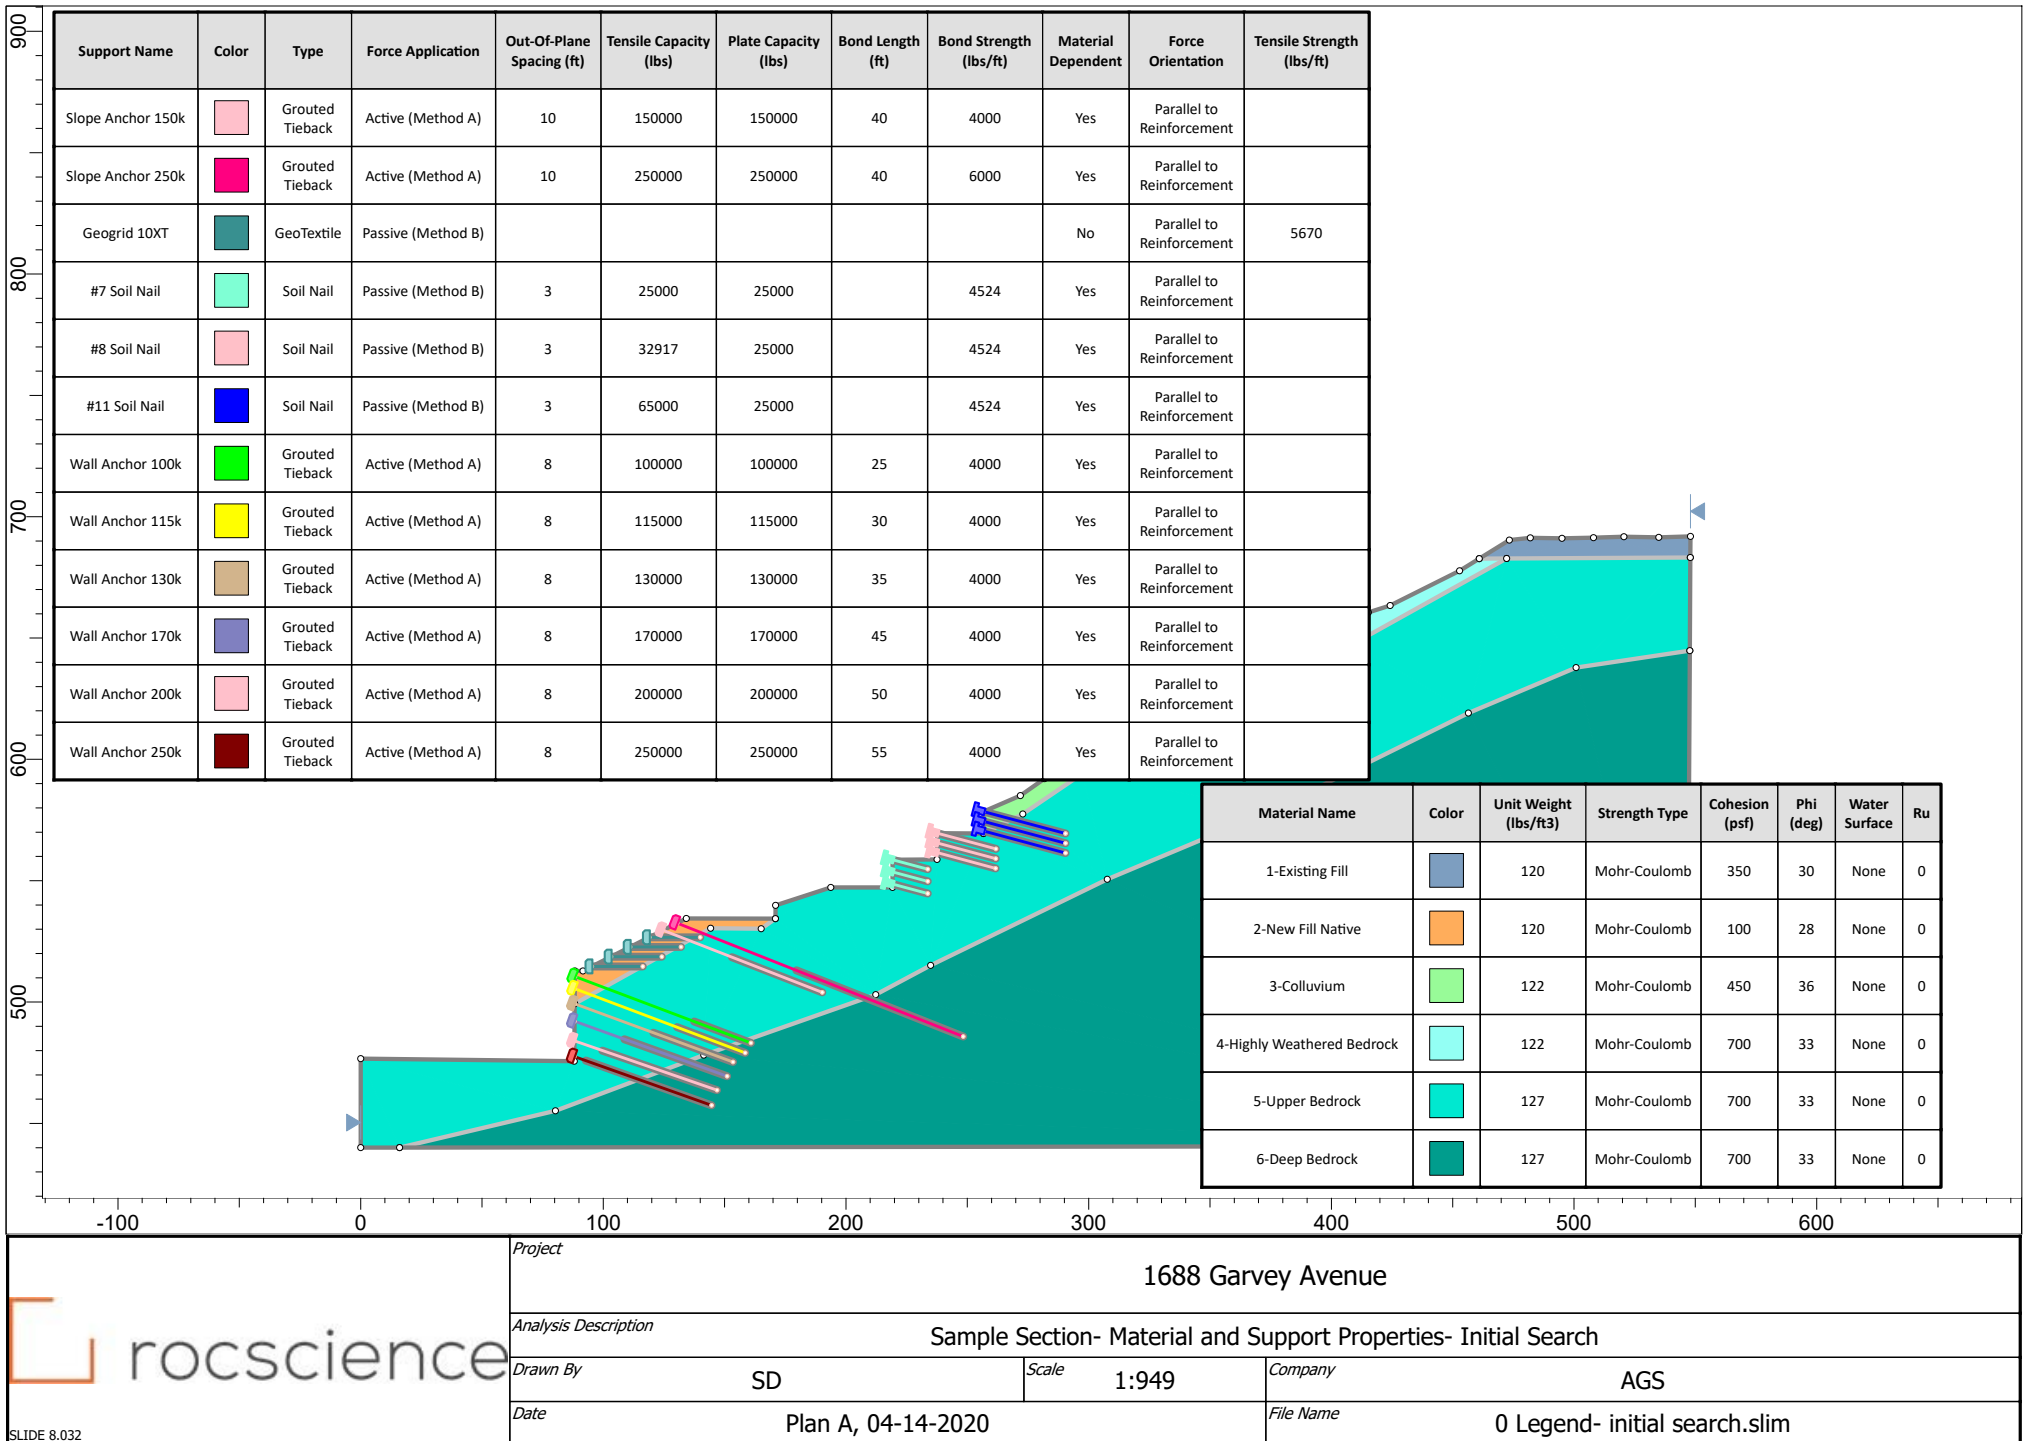 900
800
700
600
500
Support Name Color Type Force Application Out-Of-Plane Spacing (ft) Tensile Capacity (lbs) Plate Capacity (lbs) Bond Length (ft) Bond Strength (lbs/ft) Material Dependent Force Orientation Tensile Strength (lbs/ft)
Slope Anchor 150k Grouted Tieback Active (Method A) 10 150000 150000 40 4000 Yes Parallel to Reinforcement
Slope Anchor 250k Grouted Tieback Active (Method A) 10 250000 250000 40 6000 Yes Parallel to Reinforcement
Geogrid 10XT GeoTextile Passive (Method B) No Parallel to Reinforcement 5670
#7 Soil Nail Soil Nail Passive (Method B) 3 25000 25000 4524 Yes Parallel to Reinforcement
#8 Soil Nail Soil Nail Passive (Method B) 3 32917 25000 4524 Yes Parallel to Reinforcement
#11 Soil Nail Soil Nail Passive (Method B) 3 65000 25000 4524 Yes Parallel to Reinforcement
Wall Anchor 100k Grouted Tieback Active (Method A) 8 100000 100000 25 4000 Yes Parallel to Reinforcement
Wall Anchor 115k Grouted Tieback Active (Method A) 8 115000 115000 30 4000 Yes Parallel to Reinforcement
Wall Anchor 130k Grouted Tieback Active (Method A) 8 130000 130000 35 4000 Yes Parallel to Reinforcement
Wall Anchor 170k Grouted Tieback Active (Method A) 8 170000 170000 45 4000 Yes Parallel to Reinforcement
Wall Anchor 200k Grouted Tieback Active (Method A) 8 200000 200000 50 4000 Yes Parallel to Reinforcement
Wall Anchor 250k Grouted Tieback Active (Method A) 8 250000 250000 55 4000 Yes Parallel to Reinforcement
Material Name Color Unit Weight (lbs/ft3) Strength Type Cohesion (psf) Phi (deg) Water Surface Ru
1-Existing Fill 120 Mohr-Coulomb 350 30 None 0
2-New Fill Native 120 Mohr-Coulomb 100 28 None 0
3-Colluvium 122 Mohr-Coulomb 450 36 None 0
4-Highly Weathered Bedrock 122 Mohr-Coulomb 700 33 None 0
5-Upper Bedrock 127 Mohr-Coulomb 700 33 None 0
6-Deep Bedrock 127 Mohr-Coulomb 700 33 None 0
-100 0 100 200 300 400 500 600
rocscience
SLIDE 8.032
Project
1688 Garvey Avenue
Analysis Description
Sample Section- Material and Support Properties- Initial Search
Drawn By SD Scale 1:949 Company AGS
Date Plan A, 04-14-2020 File Name 0 Legend- initial search.slim